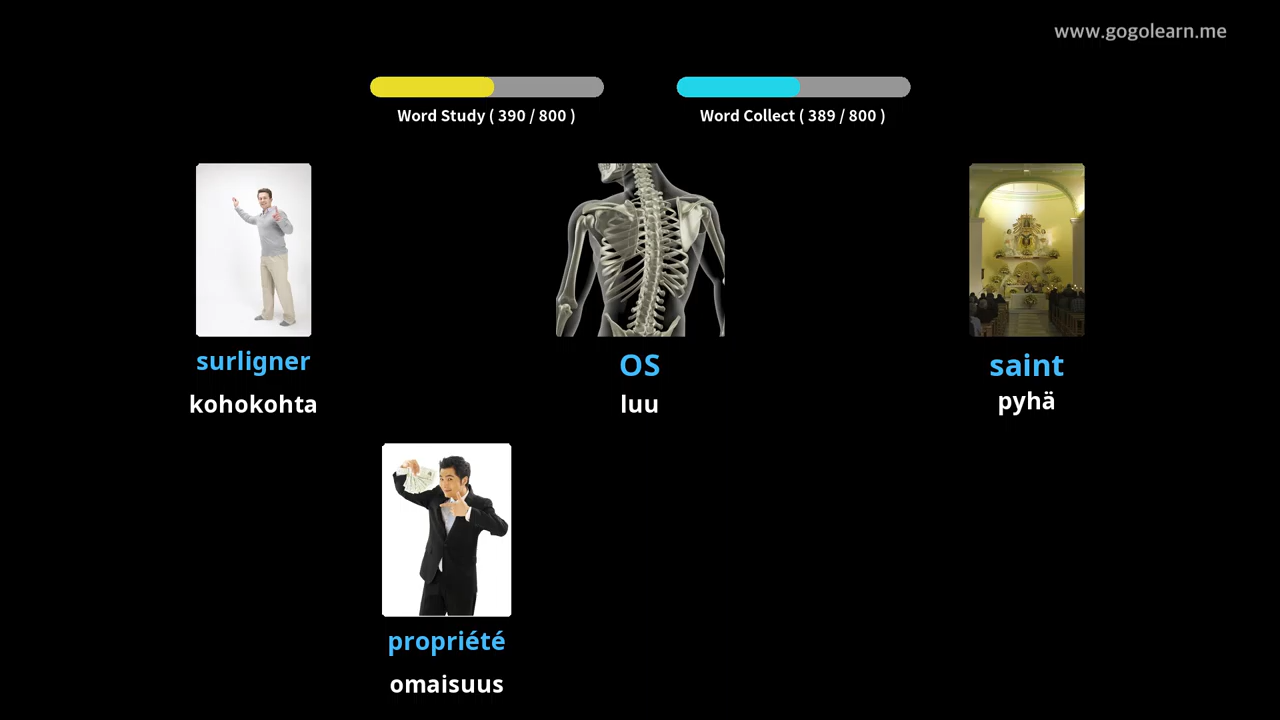 www.gogolearn.me
Word Study ( 390 / 800 )
Word Collect ( 389 / 800 )
surligner
kohokohta
OS
luu
saint
pyhä
propriété
omaisuus